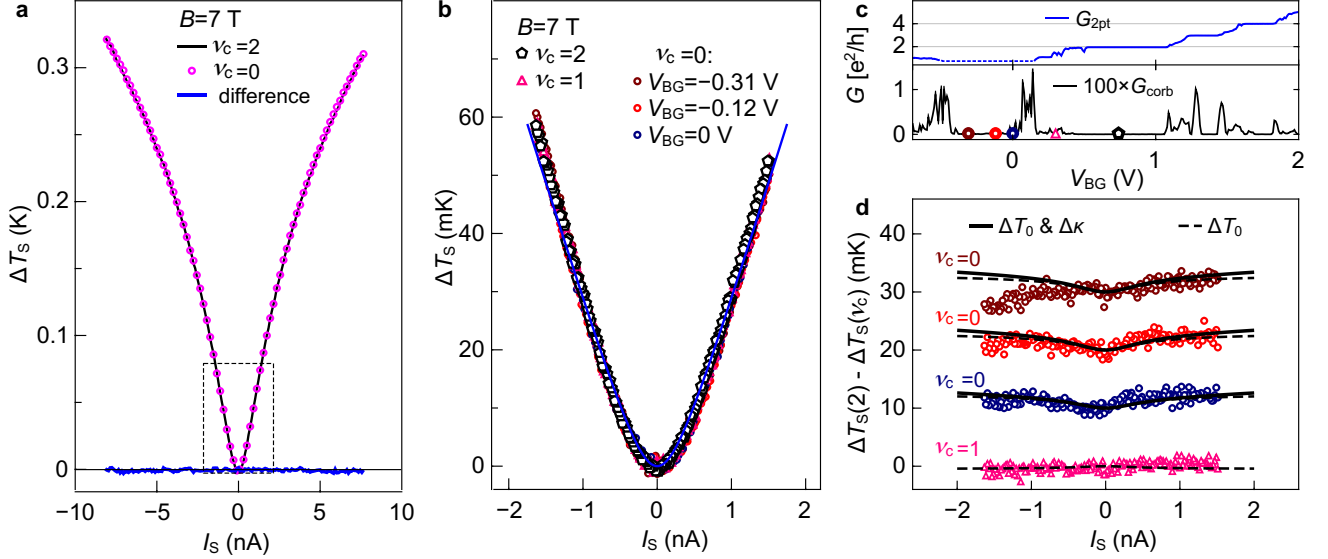 a
B=7 T
νc=2
νc=0
difference
0.3
0.2
0.1
0
ΔTS (K)
−10
−5
0
5
10
IS (nA)
b
B=7 T
νc=2
νc=1
νc=0:
VBG=−0.31 V
VBG=−0.12 V
VBG=0 V
60
40
20
0
ΔTS (mK)
−2
−1
0
1
2
IS (nA)
c
G2pt
4
2
100×Gcorb
1
0
G [e²/h]
0
1
2
VBG (V)
d
ΔT0 & Δκ
ΔT0
νc=0
νc=0
νc=0
νc=1
40
30
20
10
0
ΔTS(2) - ΔTS(νc) (mK)
−2
−1
0
1
2
IS (nA)